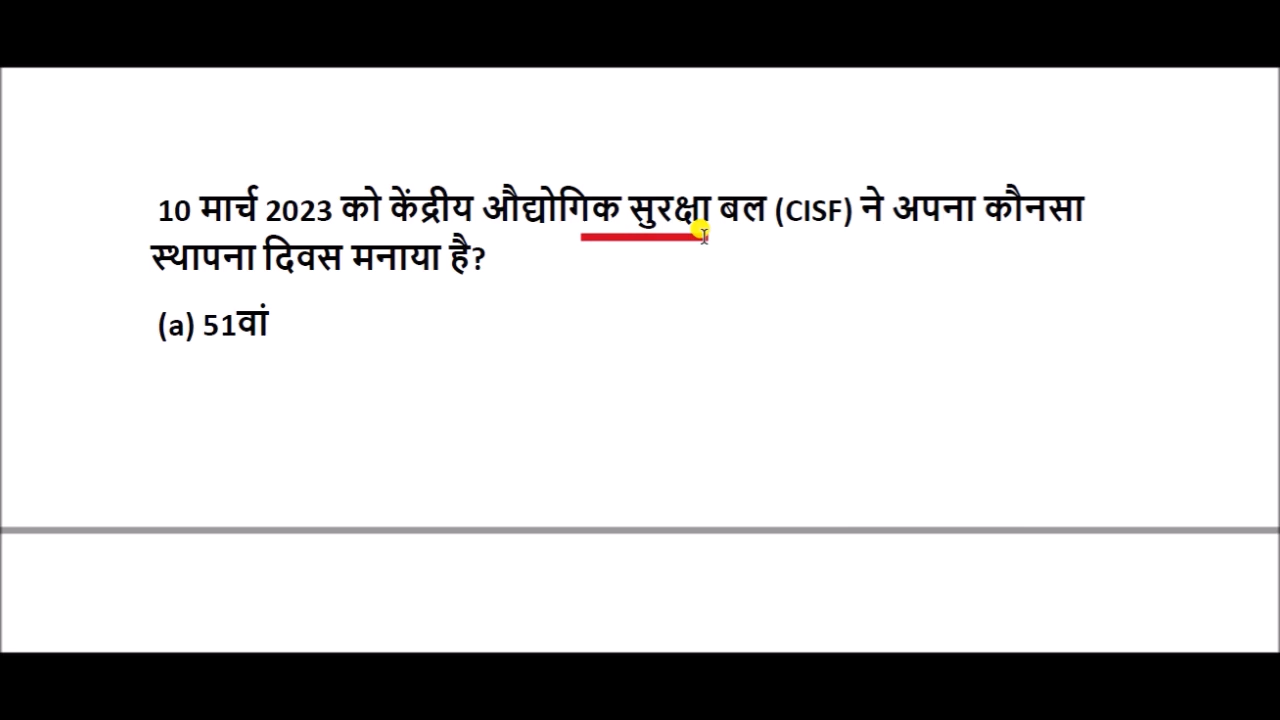 10 मार्च 2023 को केंद्रीय औद्योगिक सुरक्षा बल (CISF) ने अपना कौनसा
स्थापना दिवस मनाया है?
(a) 51वां